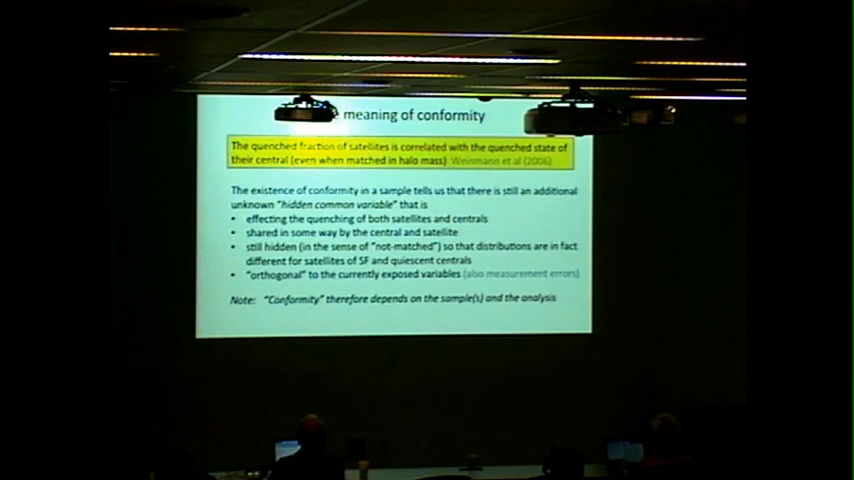 meaning of conformity
The quenched fraction of satellites is correlated with the quenched state of
their central (even when matched in halo mass) Weinmann et al (2006)
The existence of conformity in a sample tells us that there is still an additional
unknown "hidden common variable" that is
• effecting the quenching of both satellites and centrals
• shared in some way by the central and satellite
• still hidden (in the sense of "not-matched") so that distributions are in fact
different for satellites of SF and quiescent centrals
• "orthogonal" to the currently exposed variables (also measurement errors)
Note: "Conformity" therefore depends on the sample(s) and the analysis